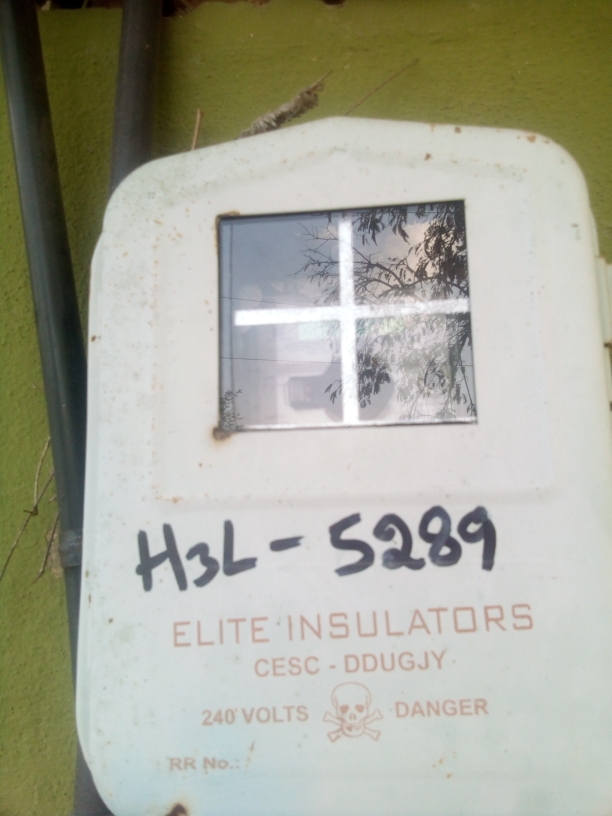 H3L - 5289
ELITE INSULATORS
CESC - DDUGJY
240 VOLTS DANGER
RR No.: